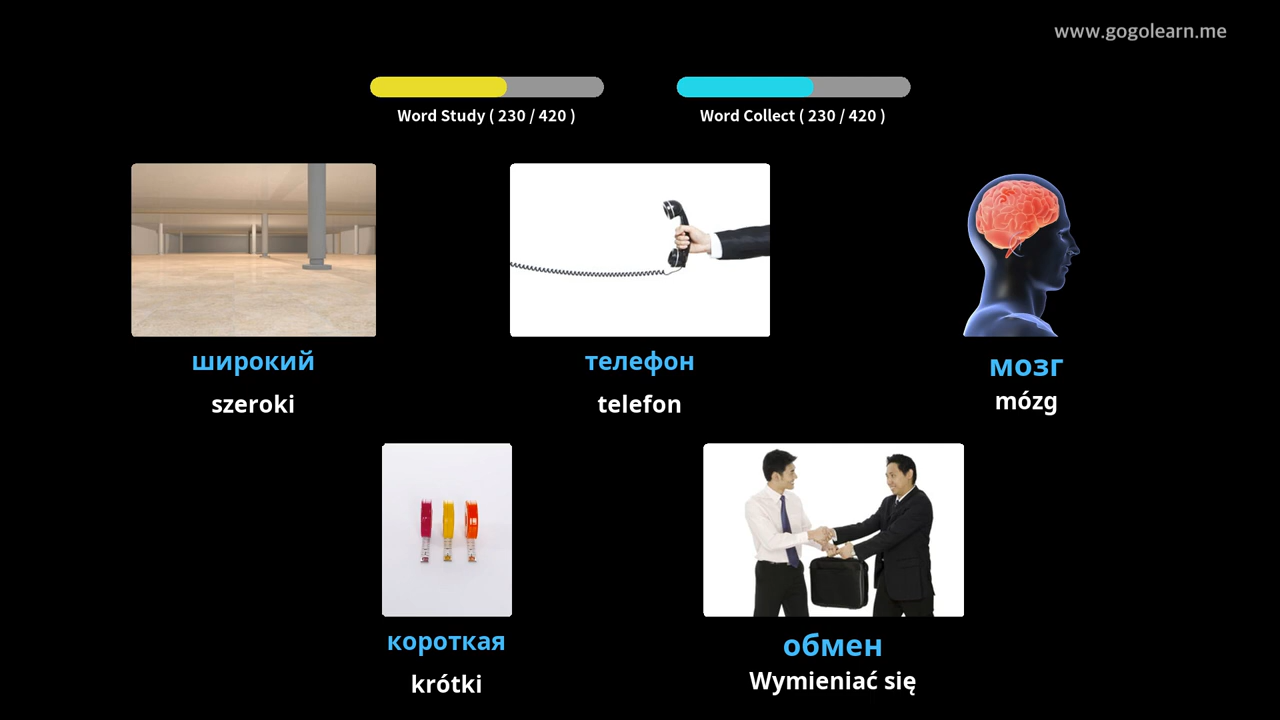 www.gogolearn.me
Word Study ( 230 / 420 )
Word Collect ( 230 / 420 )
широкий
szeroki
телефон
telefon
мозг
mózg
короткая
krótki
обмен
Wymieniać się